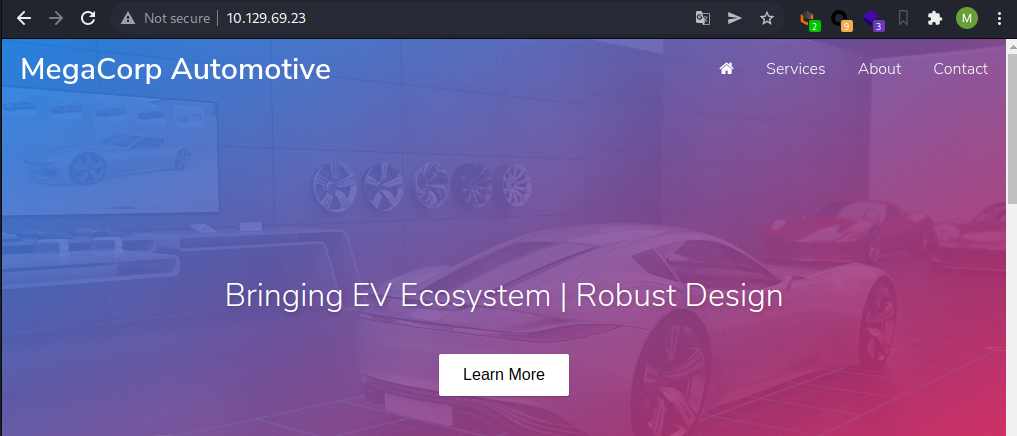 Not secure 10.129.69.23
2 9 3 M
MegaCorp Automotive
Services About Contact
Bringing EV Ecosystem | Robust Design
Learn More